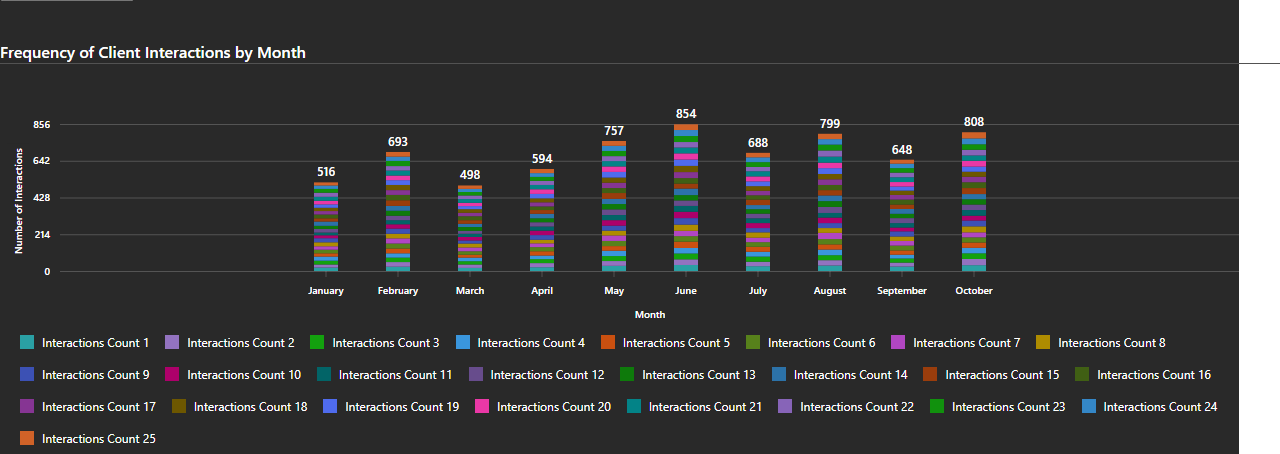 Frequency of Client Interactions by Month
856
642
428
214
0
Number of Interactions
516
693
498
594
757
854
688
799
648
808
January February March April May June July August September October
Month
Interactions Count 1 Interactions Count 2 Interactions Count 3 Interactions Count 4 Interactions Count 5 Interactions Count 6 Interactions Count 7 Interactions Count 8
Interactions Count 9 Interactions Count 10 Interactions Count 11 Interactions Count 12 Interactions Count 13 Interactions Count 14 Interactions Count 15 Interactions Count 16
Interactions Count 17 Interactions Count 18 Interactions Count 19 Interactions Count 20 Interactions Count 21 Interactions Count 22 Interactions Count 23 Interactions Count 24
Interactions Count 25